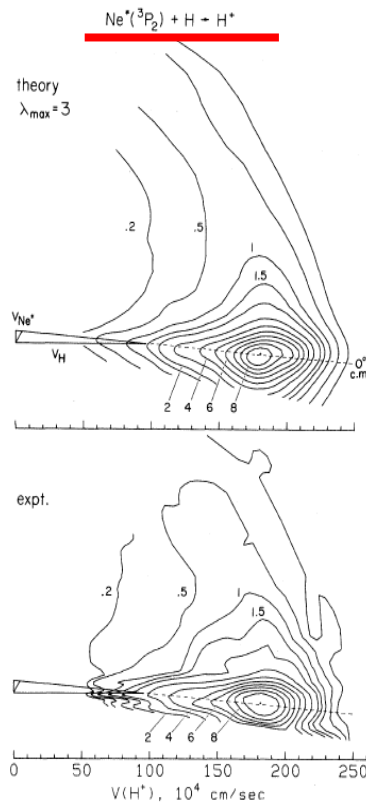 Ne*(³P₂) + H → H⁺
theory
λmax = 3
.2
.5
1
1.5
VNe*
VH
0°
c.m.
2 4 6 8
expt.
.2
.5
1
1.5
2 4 6 8
0 50 100 150 200 250
V(H⁺), 10⁴ cm/sec